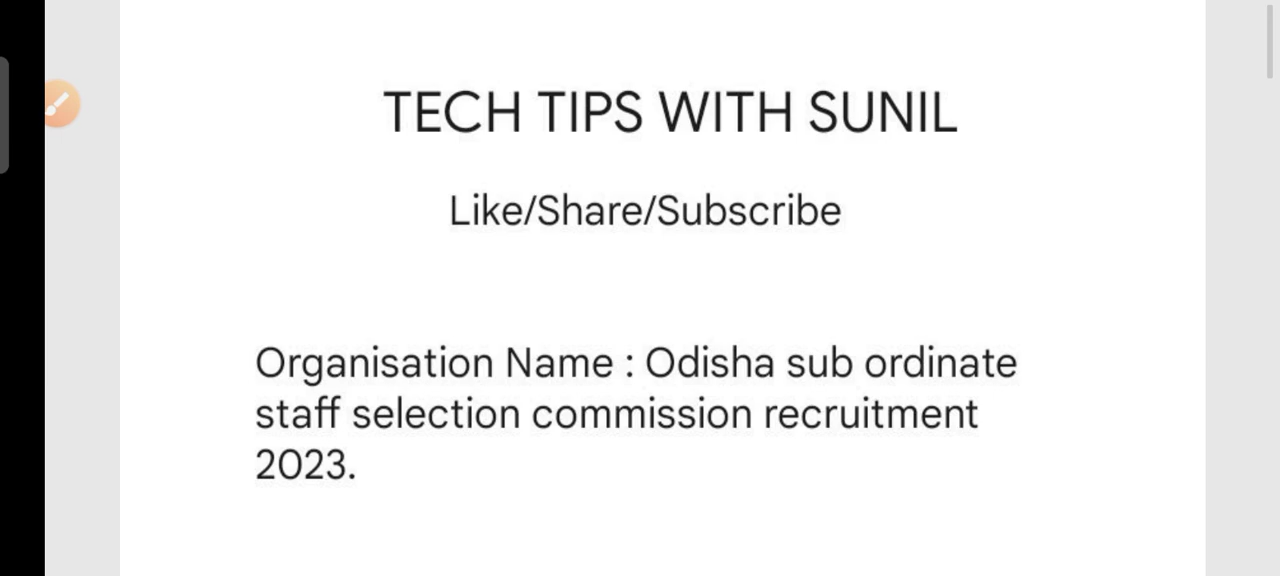 TECH TIPS WITH SUNIL
Like/Share/Subscribe
Organisation Name : Odisha sub ordinate
staff selection commission recruitment
2023.